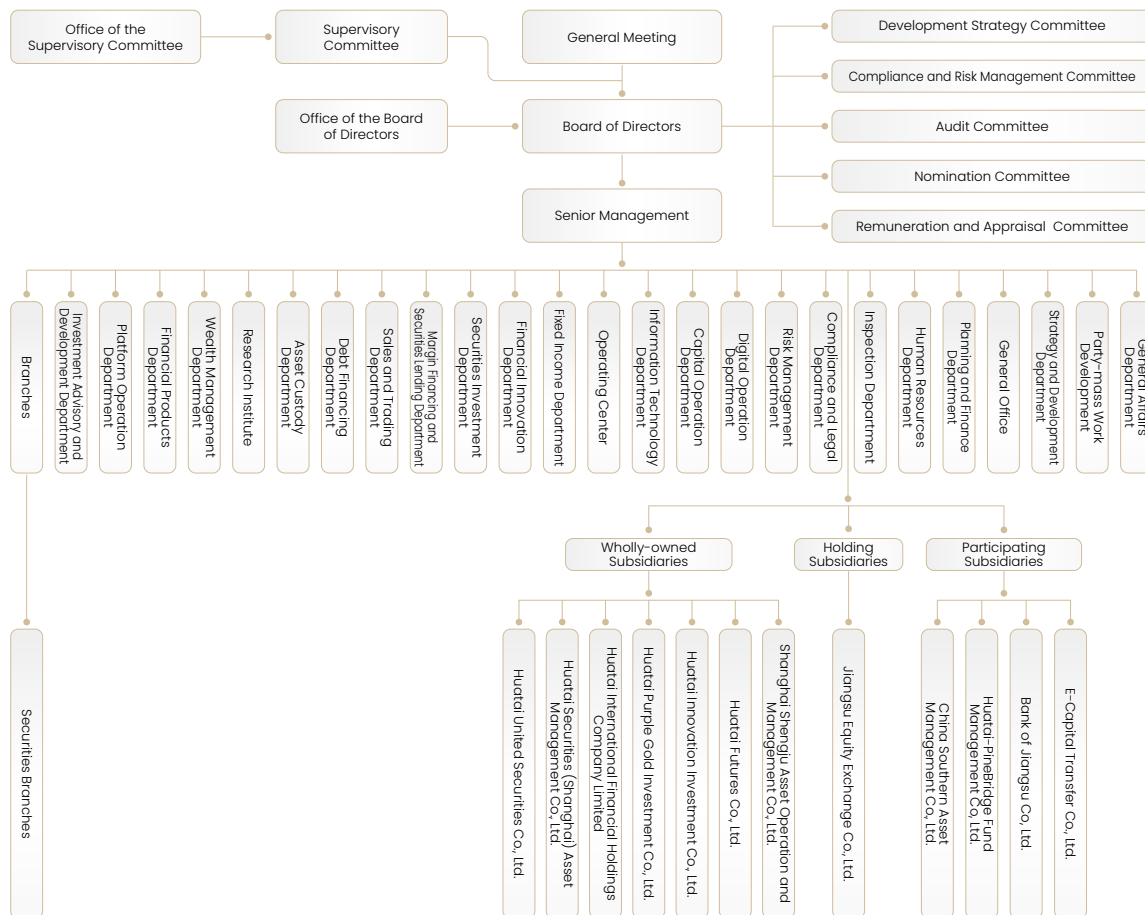 Office of the
Supervisory Committee
Supervisory
Committee
General Meeting
Development Strategy Committee
Compliance and Risk Management Committee
Office of the Board
of Directors
Board of Directors
Audit Committee
Nomination Committee
Senior Management
Remuneration and Appraisal Committee
Branches
Investment Advisory and
Development Department
Platform Operation
Department
Financial Products
Department
Wealth Management
Department
Research Institute
Asset Custody
Department
Debt Financing
Department
Sales and Trading
Department
Margin Financing and
Securities Lending Department
Securities Investment
Department
Financial Innovation
Department
Fixed Income Department
Operating Center
Information Technology
Department
Capital Operation
Department
Digital Operation
Department
Risk Management
Department
Compliance and Legal
Department
Inspection Department
Human Resources
Department
Planning and Finance
Department
General Office
Strategy and Development
Department
Party-mass Work
Development
General Affairs
Department
Wholly-owned
Subsidiaries
Holding
Subsidiaries
Participating
Subsidiaries
Securities Branches
Huatai United Securities Co., Ltd.
Huatai Securities (Shanghai) Asset
Management Co., Ltd.
Huatai International Financial Holdings
Company Limited
Huatai Purple Gold Investment Co., Ltd.
Huatai Innovation Investment Co., Ltd.
Huatai Futures Co., Ltd.
Shanghai Shengju Asset Operation and
Management Co., Ltd.
Jiangsu Equity Exchange Co., Ltd.
China Southern Asset
Management Co., Ltd.
Huatai-PineBridge Fund
Management Co., Ltd.
Bank of Jiangsu Co., Ltd.
E-Capital Transfer Co., Ltd.